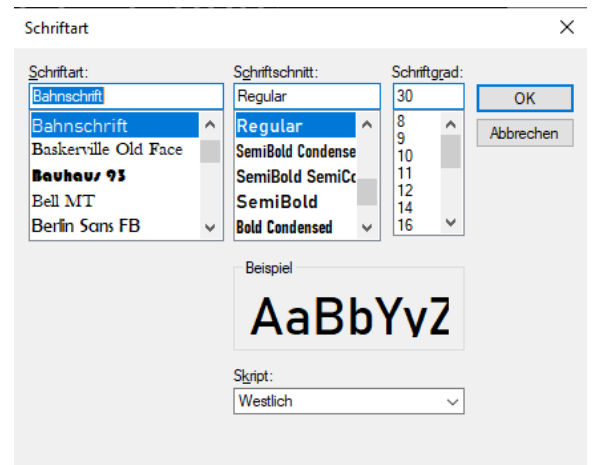 Schriftart
Schriftart:
Schriftschnitt:
Schriftgrad:
Bahnschrift
Regular
30
OK
Abbrechen
Bahnschrift
Baskerville Old Face
Bauhaus 93
Bell MT
Berlin Sans FB
Regular
SemiBold Condense
SemiBold SemiCo
SemiBold
Bold Condensed
8
9
10
11
12
14
16
Beispiel
AaBbYyZ
Skript:
Westlich